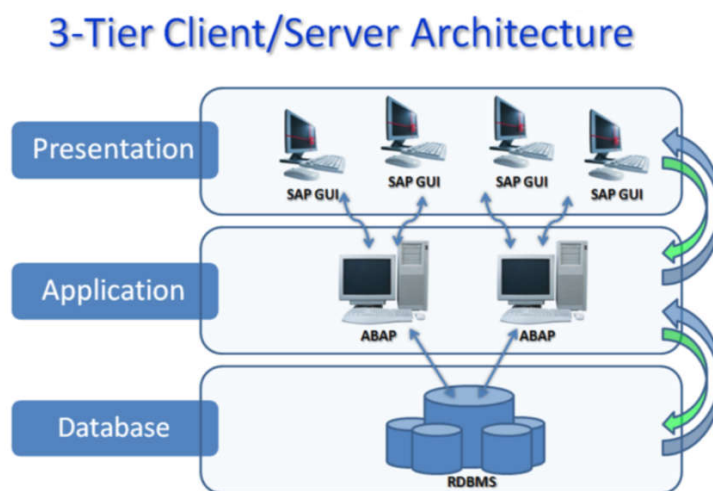 3-Tier Client/Server Architecture
Presentation
SAP GUI
SAP GUI
SAP GUI
SAP GUI
Application
ABAP
ABAP
Database
RDBMS